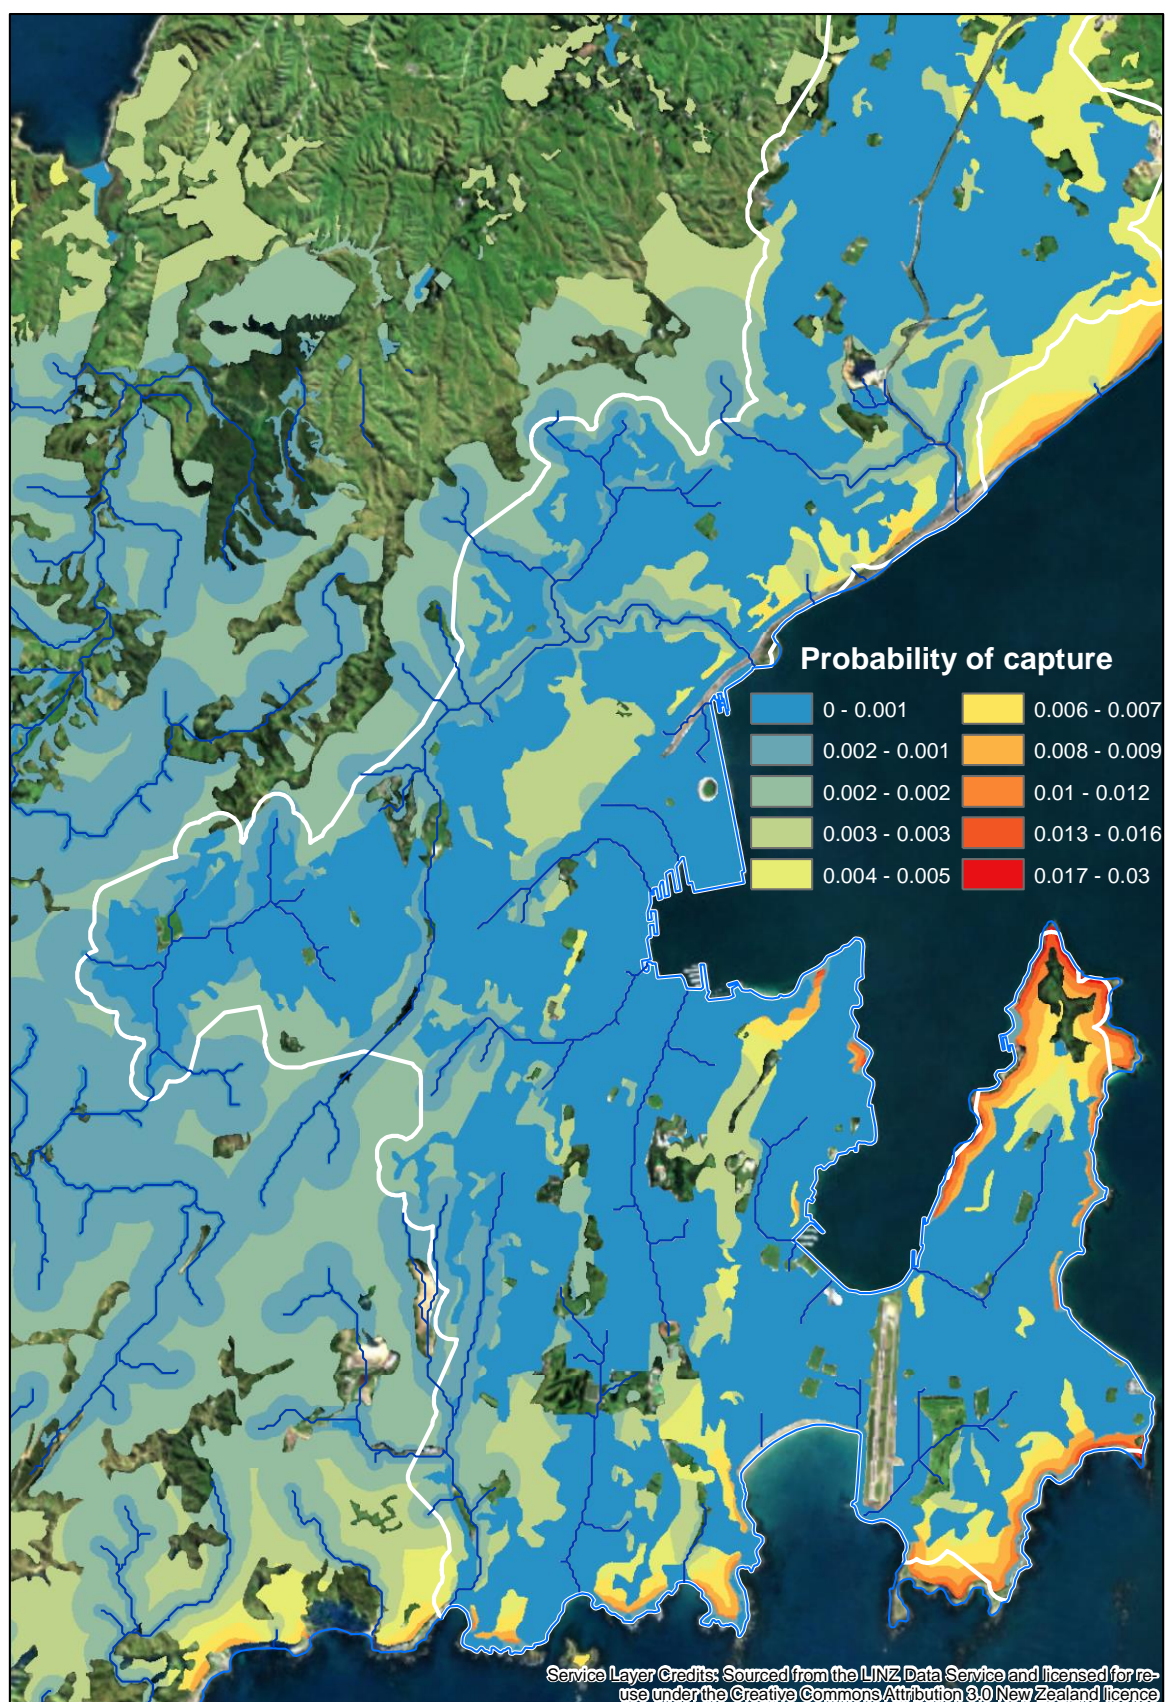 Probability of capture
0 - 0.001
0.002 - 0.001
0.002 - 0.002
0.003 - 0.003
0.004 - 0.005
0.006 - 0.007
0.008 - 0.009
0.01 - 0.012
0.013 - 0.016
0.017 - 0.03
Service Layer Credits: Sourced from the LINZ Data Service and licensed for re-
use under the Creative Commons Attribution 3.0 New Zealand licence